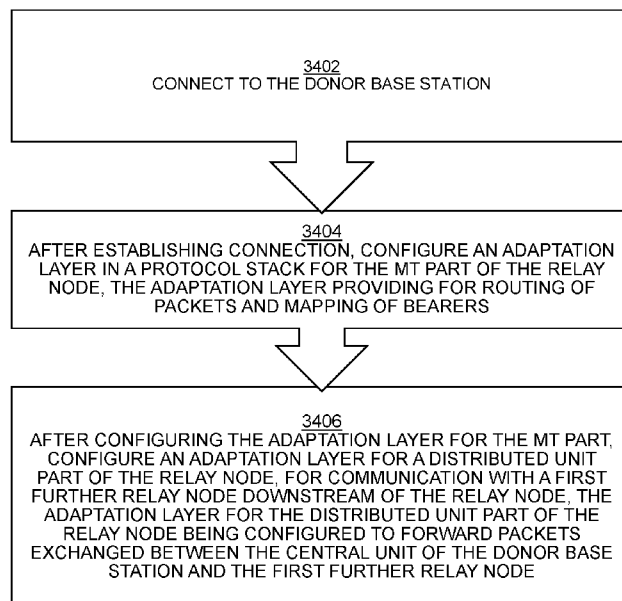 3402
CONNECT TO THE DONOR BASE STATION
3404
AFTER ESTABLISHING CONNECTION, CONFIGURE AN ADAPTATION
LAYER IN A PROTOCOL STACK FOR THE MT PART OF THE RELAY
NODE, THE ADAPTATION LAYER PROVIDING FOR ROUTING OF
PACKETS AND MAPPING OF BEARERS
3406
AFTER CONFIGURING THE ADAPTATION LAYER FOR THE MT PART,
CONFIGURE AN ADAPTATION LAYER FOR A DISTRIBUTED UNIT
PART OF THE RELAY NODE, FOR COMMUNICATION WITH A FIRST
FURTHER RELAY NODE DOWNSTREAM OF THE RELAY NODE, THE
ADAPTATION LAYER FOR THE DISTRIBUTED UNIT PART OF THE
RELAY NODE BEING CONFIGURED TO FORWARD PACKETS
EXCHANGED BETWEEN THE CENTRAL UNIT OF THE DONOR BASE
STATION AND THE FIRST FURTHER RELAY NODE